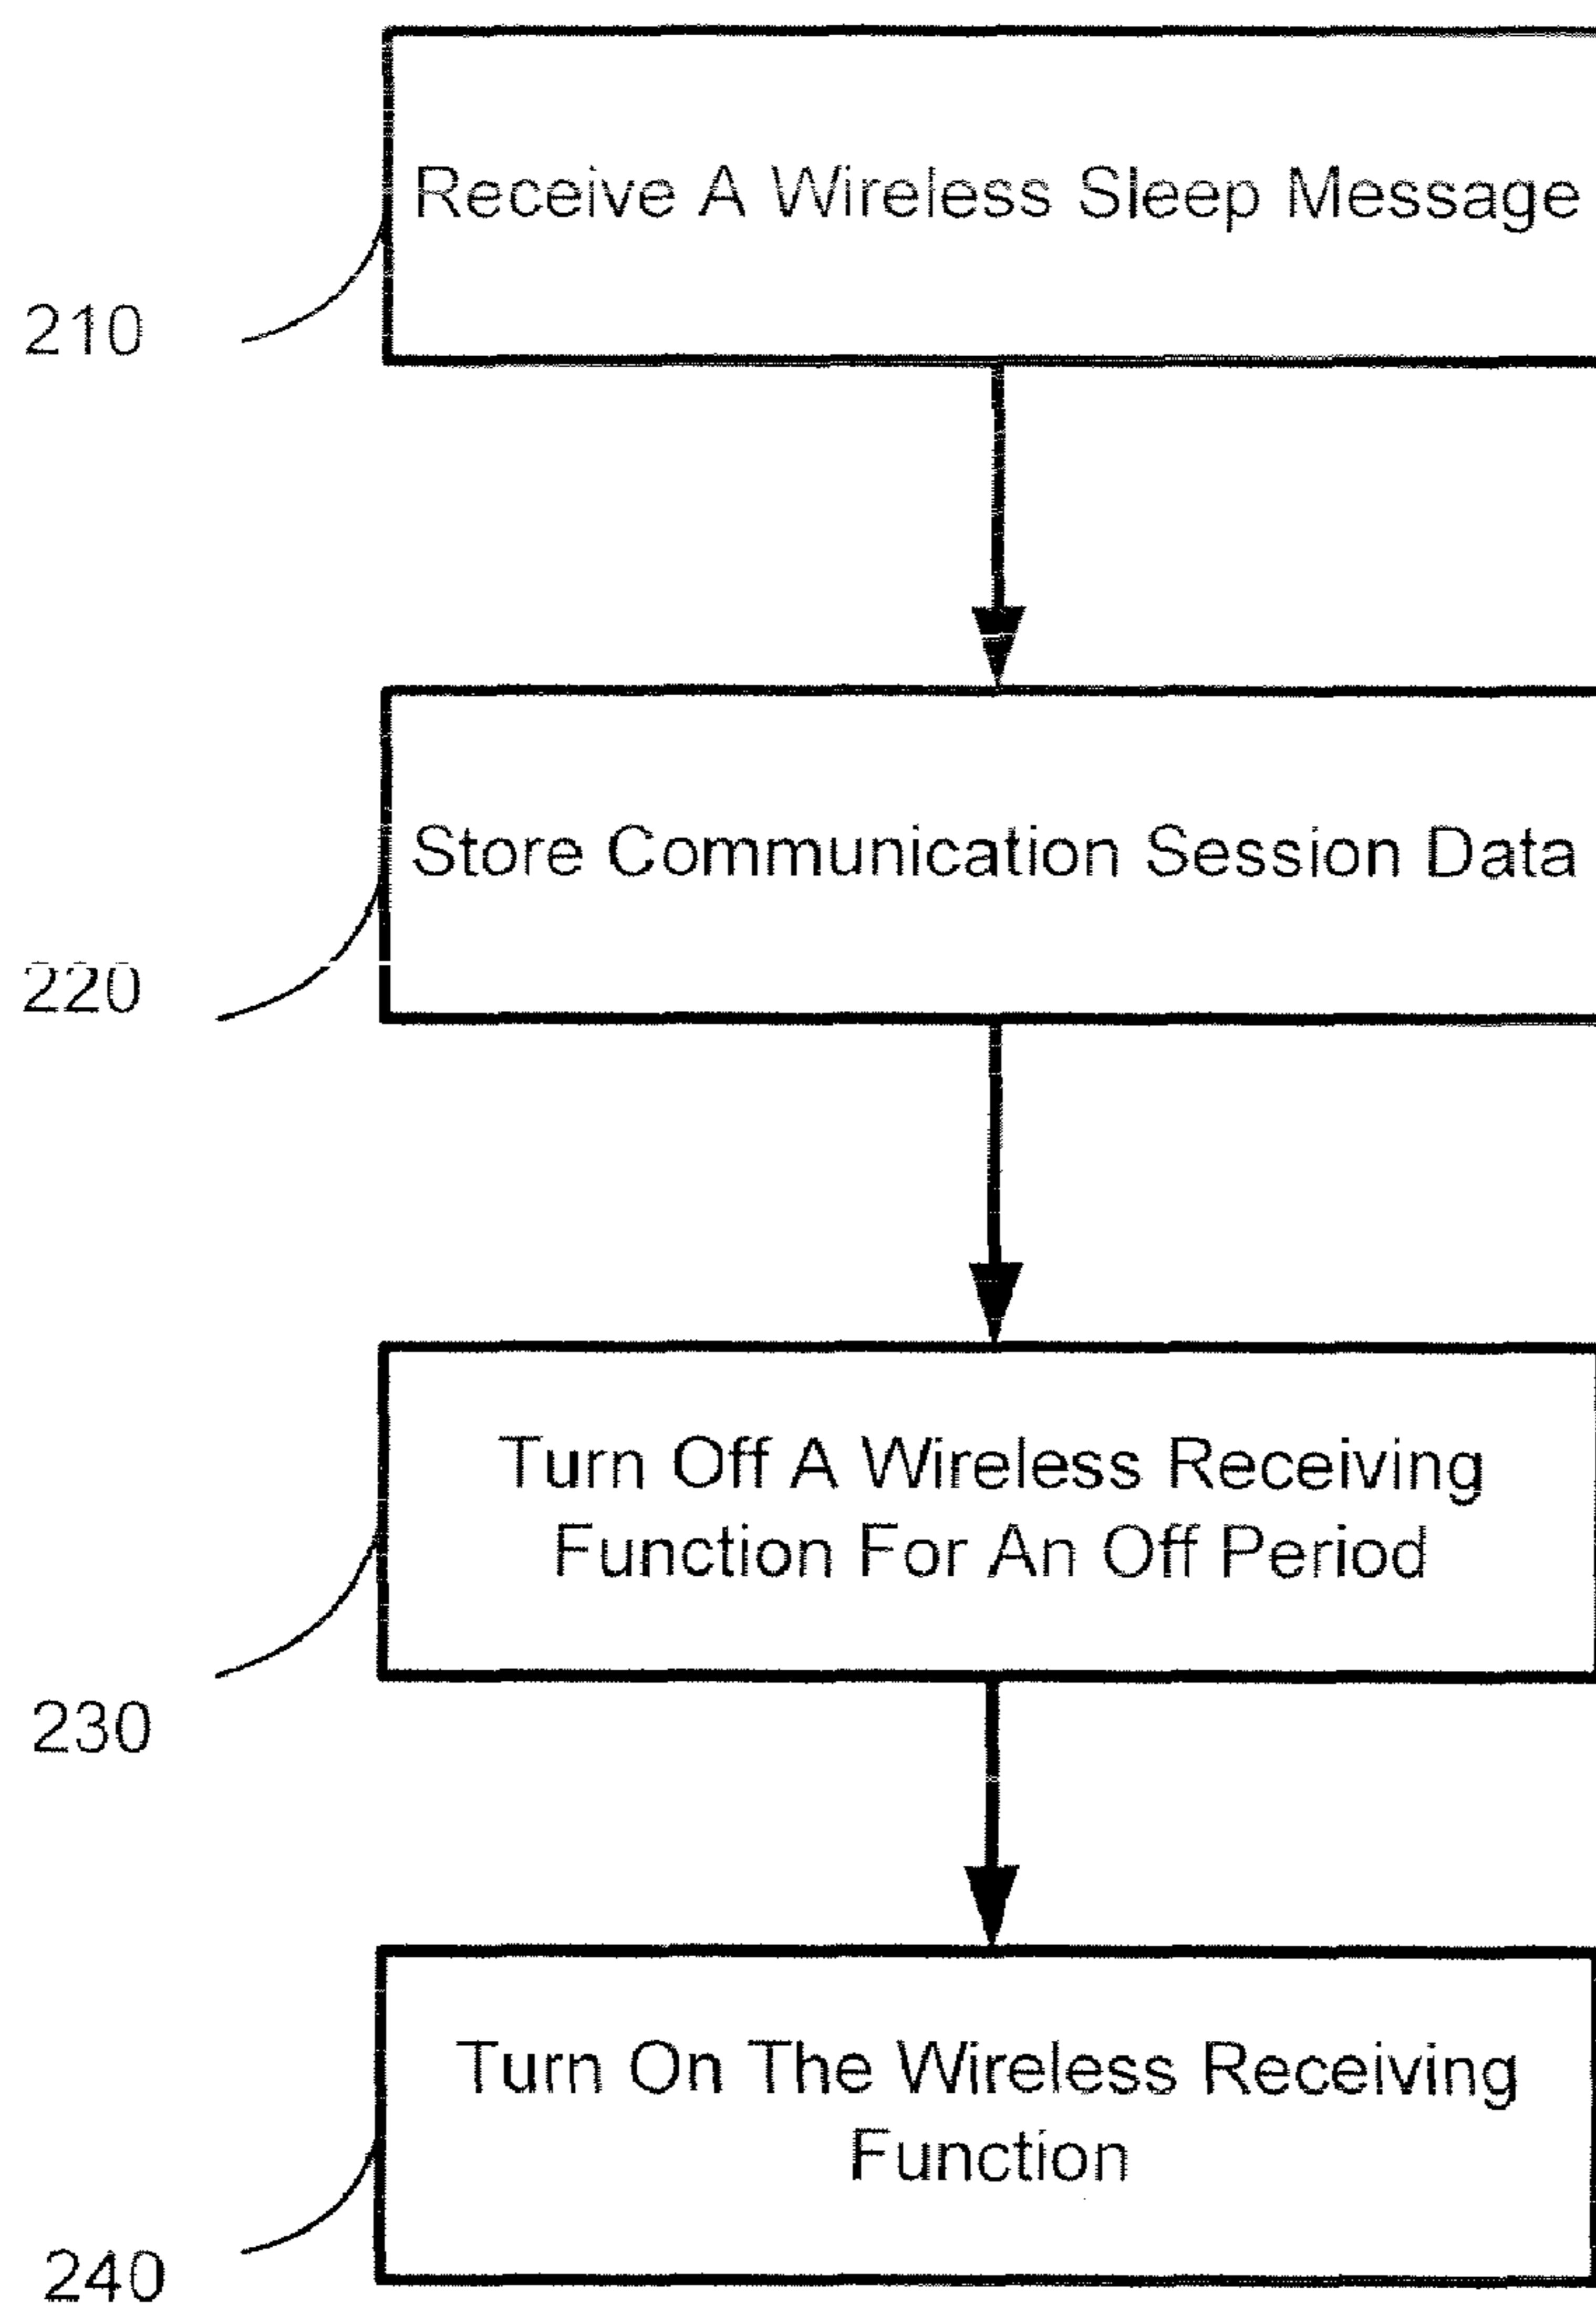 Receive A Wireless Sleep Message
210
Store Communication Session Data
220
Turn Off A Wireless Receiving
Function For An Off Period
230
Turn On The Wireless Receiving
Function
240